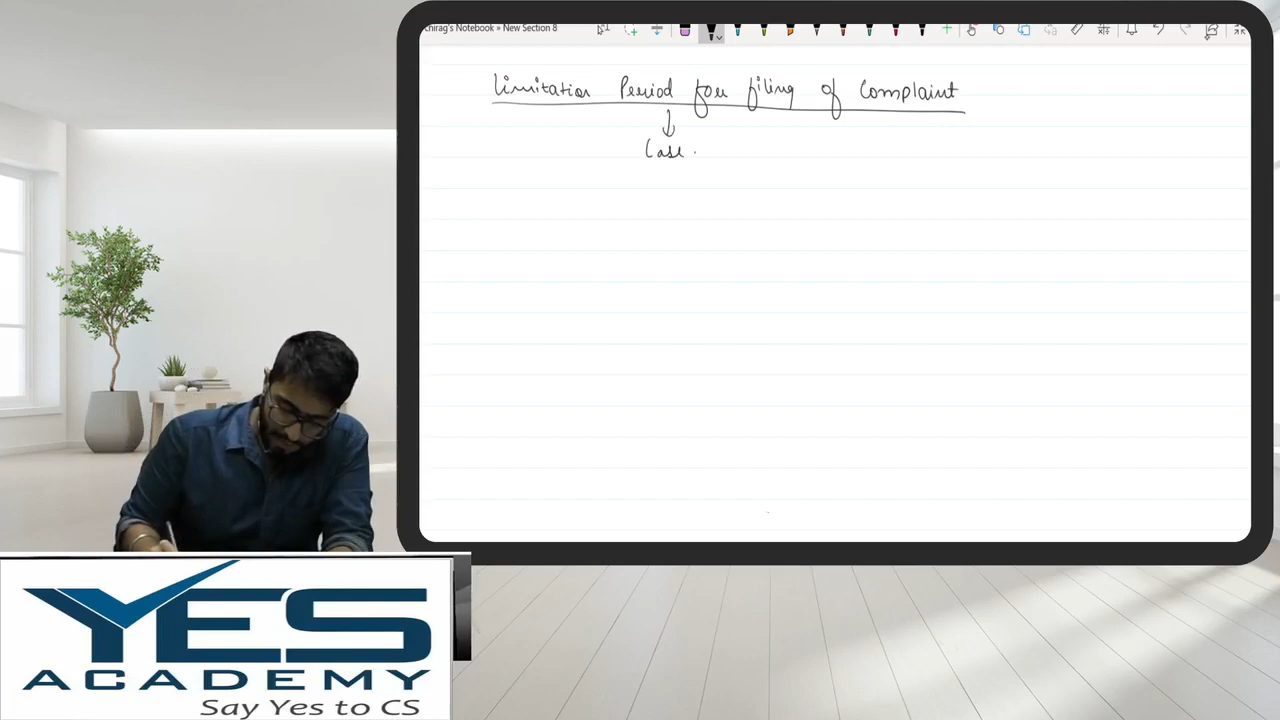 chirag's Notebook » New Section 8
Limitation Period for filing of Complaint
↓
Case.
YES
ACADEMY
Say Yes to CS